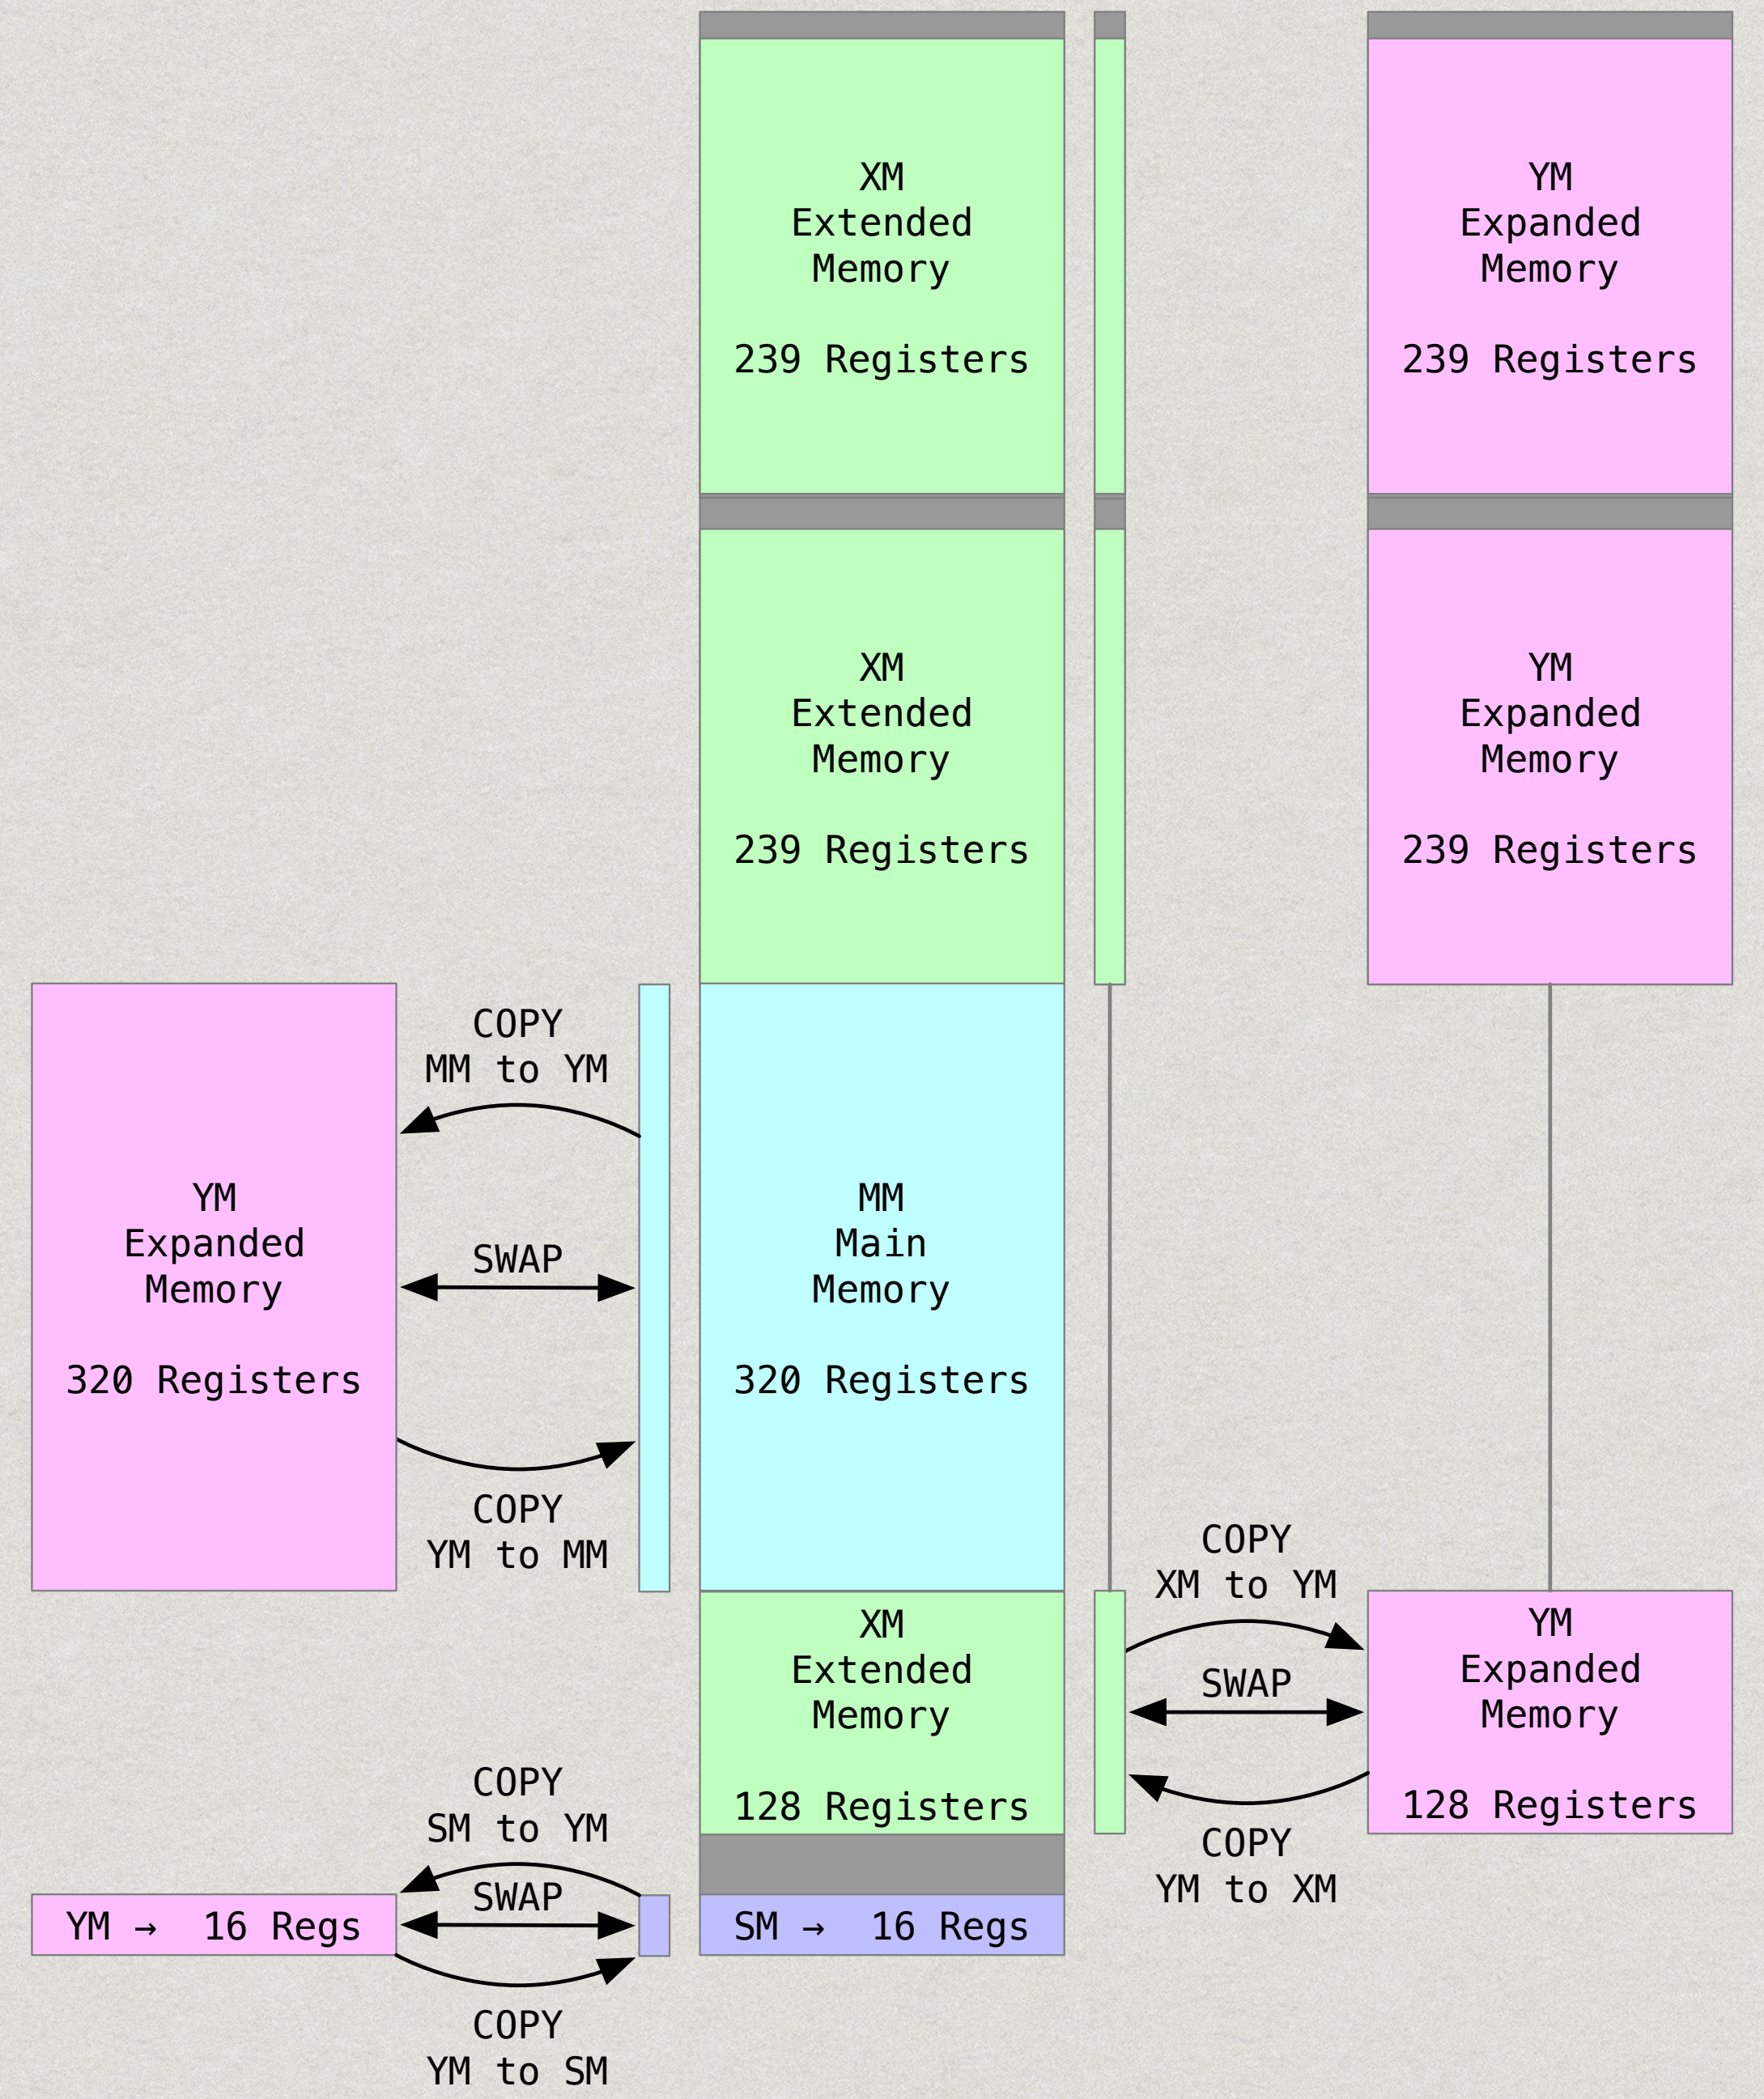 XM
Extended
Memory
239 Registers
YM
Expanded
Memory
239 Registers
XM
Extended
Memory
239 Registers
YM
Expanded
Memory
239 Registers
YM
Expanded
Memory
320 Registers
COPY
MM to YM
SWAP
COPY
YM to MM
MM
Main
Memory
320 Registers
XM
Extended
Memory
128 Registers
COPY
XM to YM
SWAP
COPY
YM to XM
YM
Expanded
Memory
128 Registers
YM → 16 Regs
COPY
SM to YM
SWAP
COPY
YM to SM
SM → 16 Regs